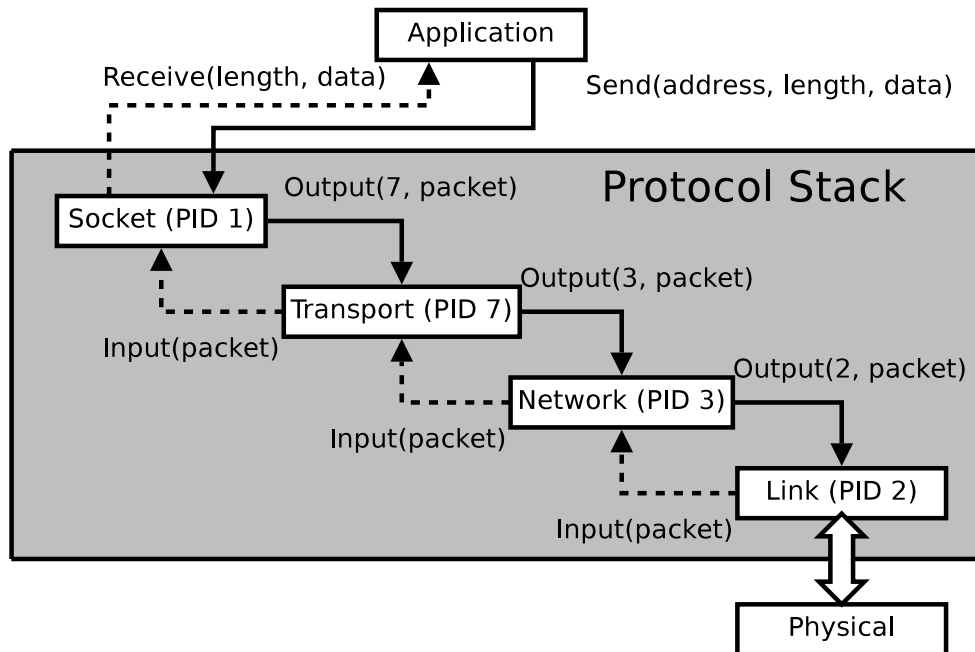 Application
Receive(length, data)
Send(address, length, data)
Protocol Stack
Output(7, packet)
Socket (PID 1)
Output(3, packet)
Transport (PID 7)
Input(packet)
Output(2, packet)
Network (PID 3)
Input(packet)
Link (PID 2)
Input(packet)
Physical